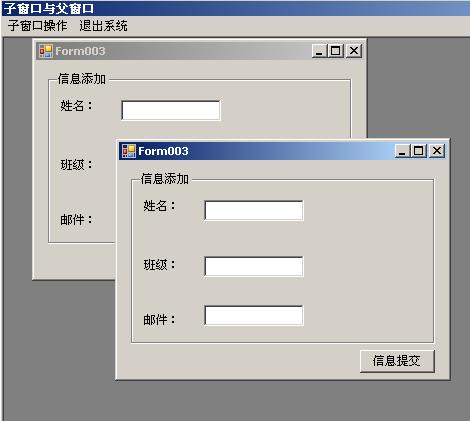 子窗口与父窗口
子窗口操作 退出系统
Form003
信息添加
姓名：
班级：
邮件：
Form003
信息添加
姓名：
班级：
邮件：
信息提交